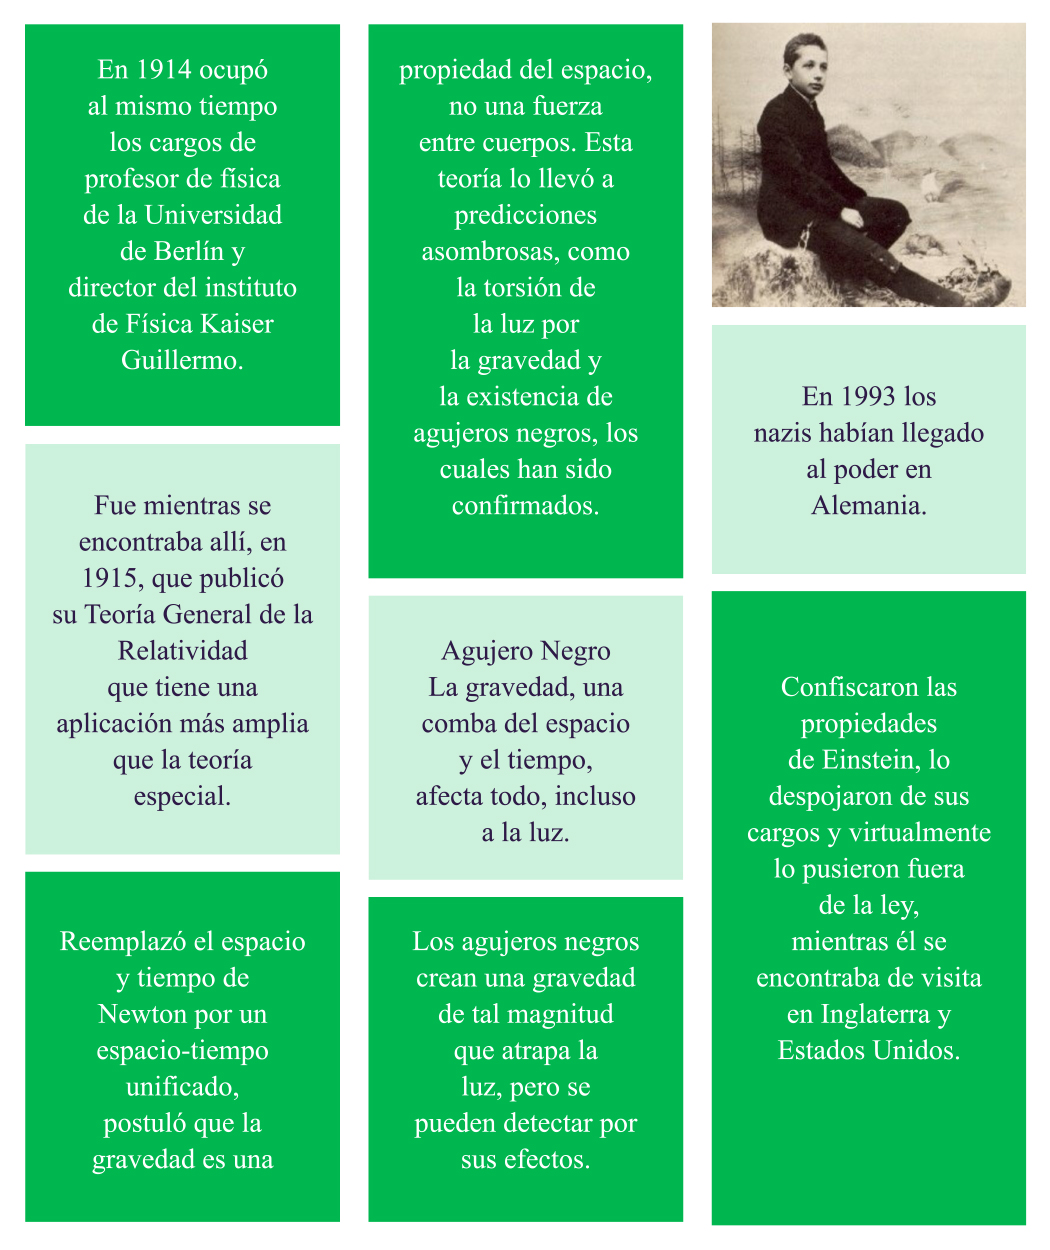 En 1914 ocupó
al mismo tiempo
los cargos de
profesor de física
de la Universidad
de Berlín y
director del instituto
de Física Kaiser
Guillermo.
Fue mientras se
encontraba allí, en
1915, que publicó
su Teoría General de la
Relatividad
que tiene una
aplicación más amplia
que la teoría
especial.
Reemplazó el espacio
y tiempo de
Newton por un
espacio-tiempo
unificado,
postuló que la
gravedad es una
propiedad del espacio,
no una fuerza
entre cuerpos. Esta
teoría lo llevó a
predicciones
asombrosas, como
la torsión de
la luz por
la gravedad y
la existencia de
agujeros negros, los
cuales han sido
confirmados.
Agujero Negro
La gravedad, una
comba del espacio
y el tiempo,
afecta todo, incluso
a la luz.
Los agujeros negros
crean una gravedad
de tal magnitud
que atrapa la
luz, pero se
pueden detectar por
sus efectos.
En 1993 los
nazis habían llegado
al poder en
Alemania.
Confiscaron las
propiedades
de Einstein, lo
despojaron de sus
cargos y virtualmente
lo pusieron fuera
de la ley,
mientras él se
encontraba de visita
en Inglaterra y
Estados Unidos.